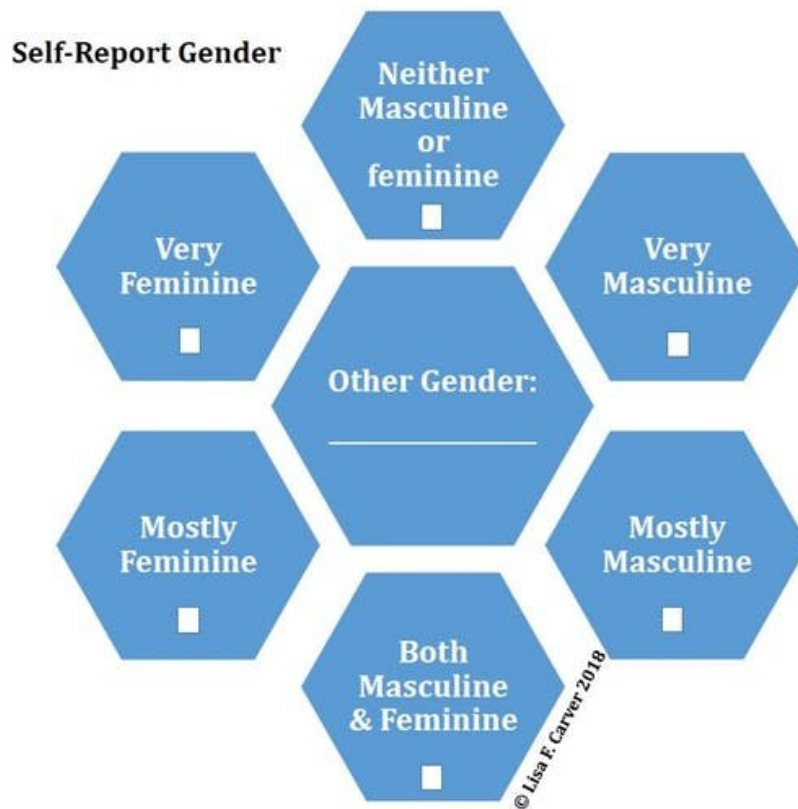 Self-Report Gender
Neither
Masculine
or
feminine
Very
Feminine
Very
Masculine
Other Gender:
Mostly
Feminine
Mostly
Masculine
Both
Masculine
& Feminine
© Lisa F. Carver 2018